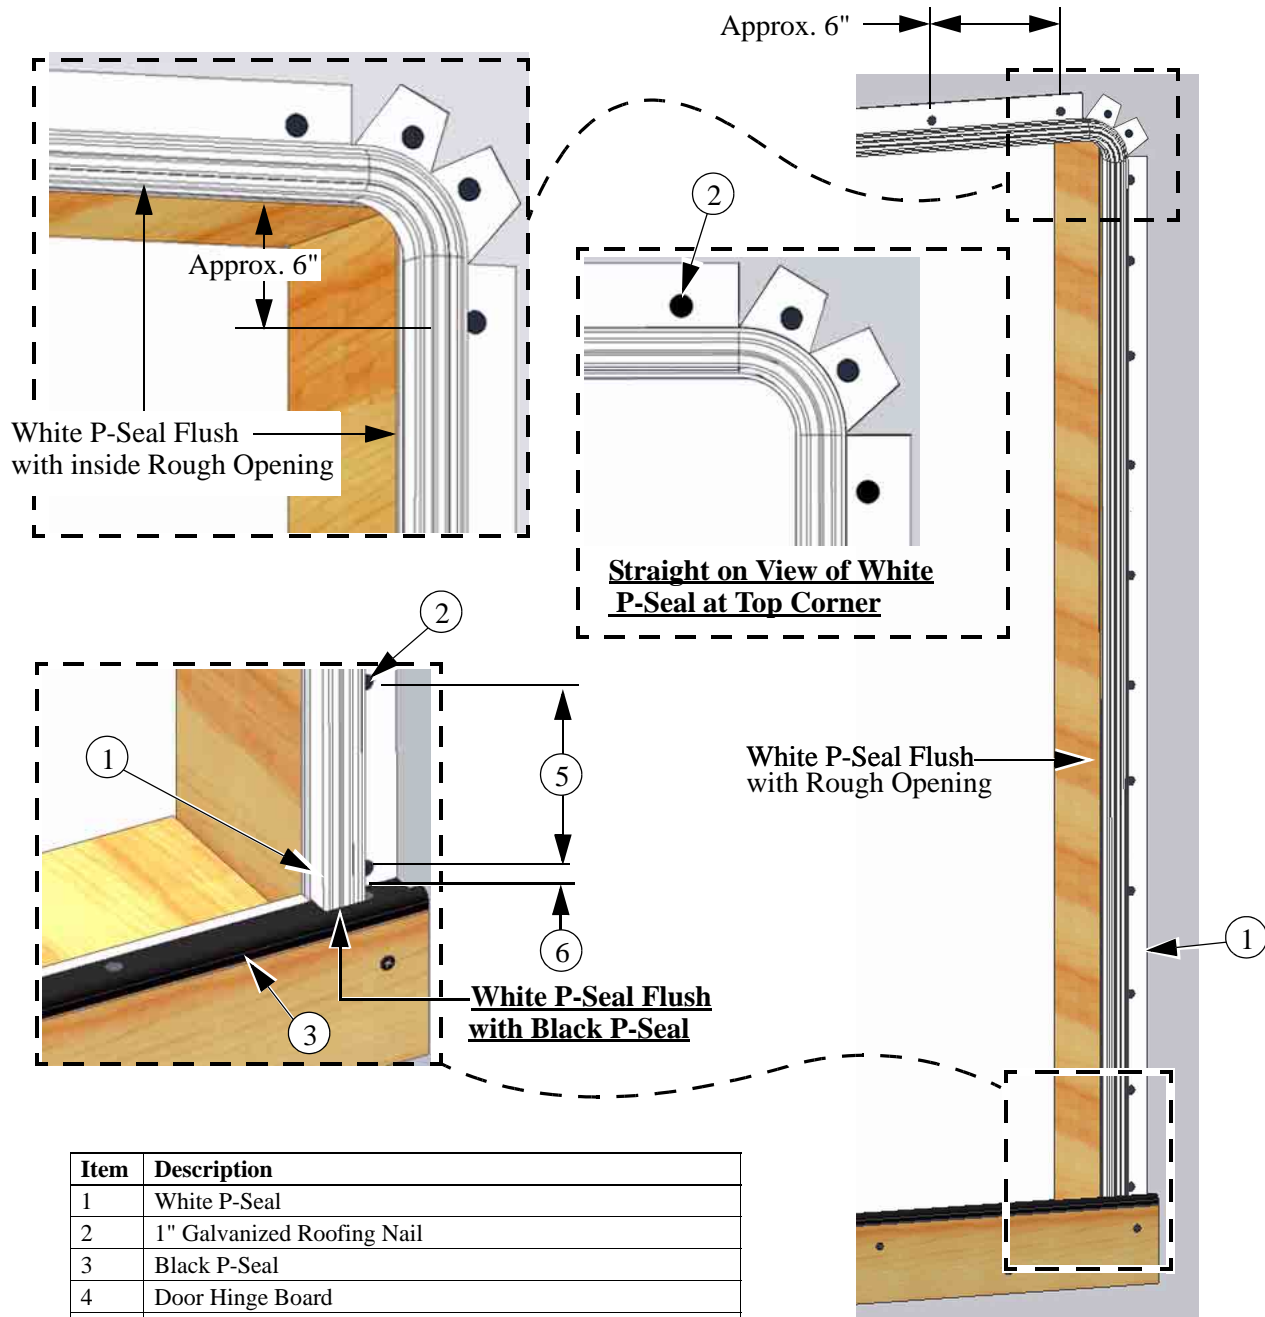 Approx. 6"
2
Approx. 6"
White P-Seal Flush
with inside Rough Opening
Straight on View of White
P-Seal at Top Corner
2
1
5
White P-Seal Flush
with Rough Opening
6
1
White P-Seal Flush
with Black P-Seal
3
Item Description
1 White P-Seal
2 1" Galvanized Roofing Nail
3 Black P-Seal
4 Door Hinge Board